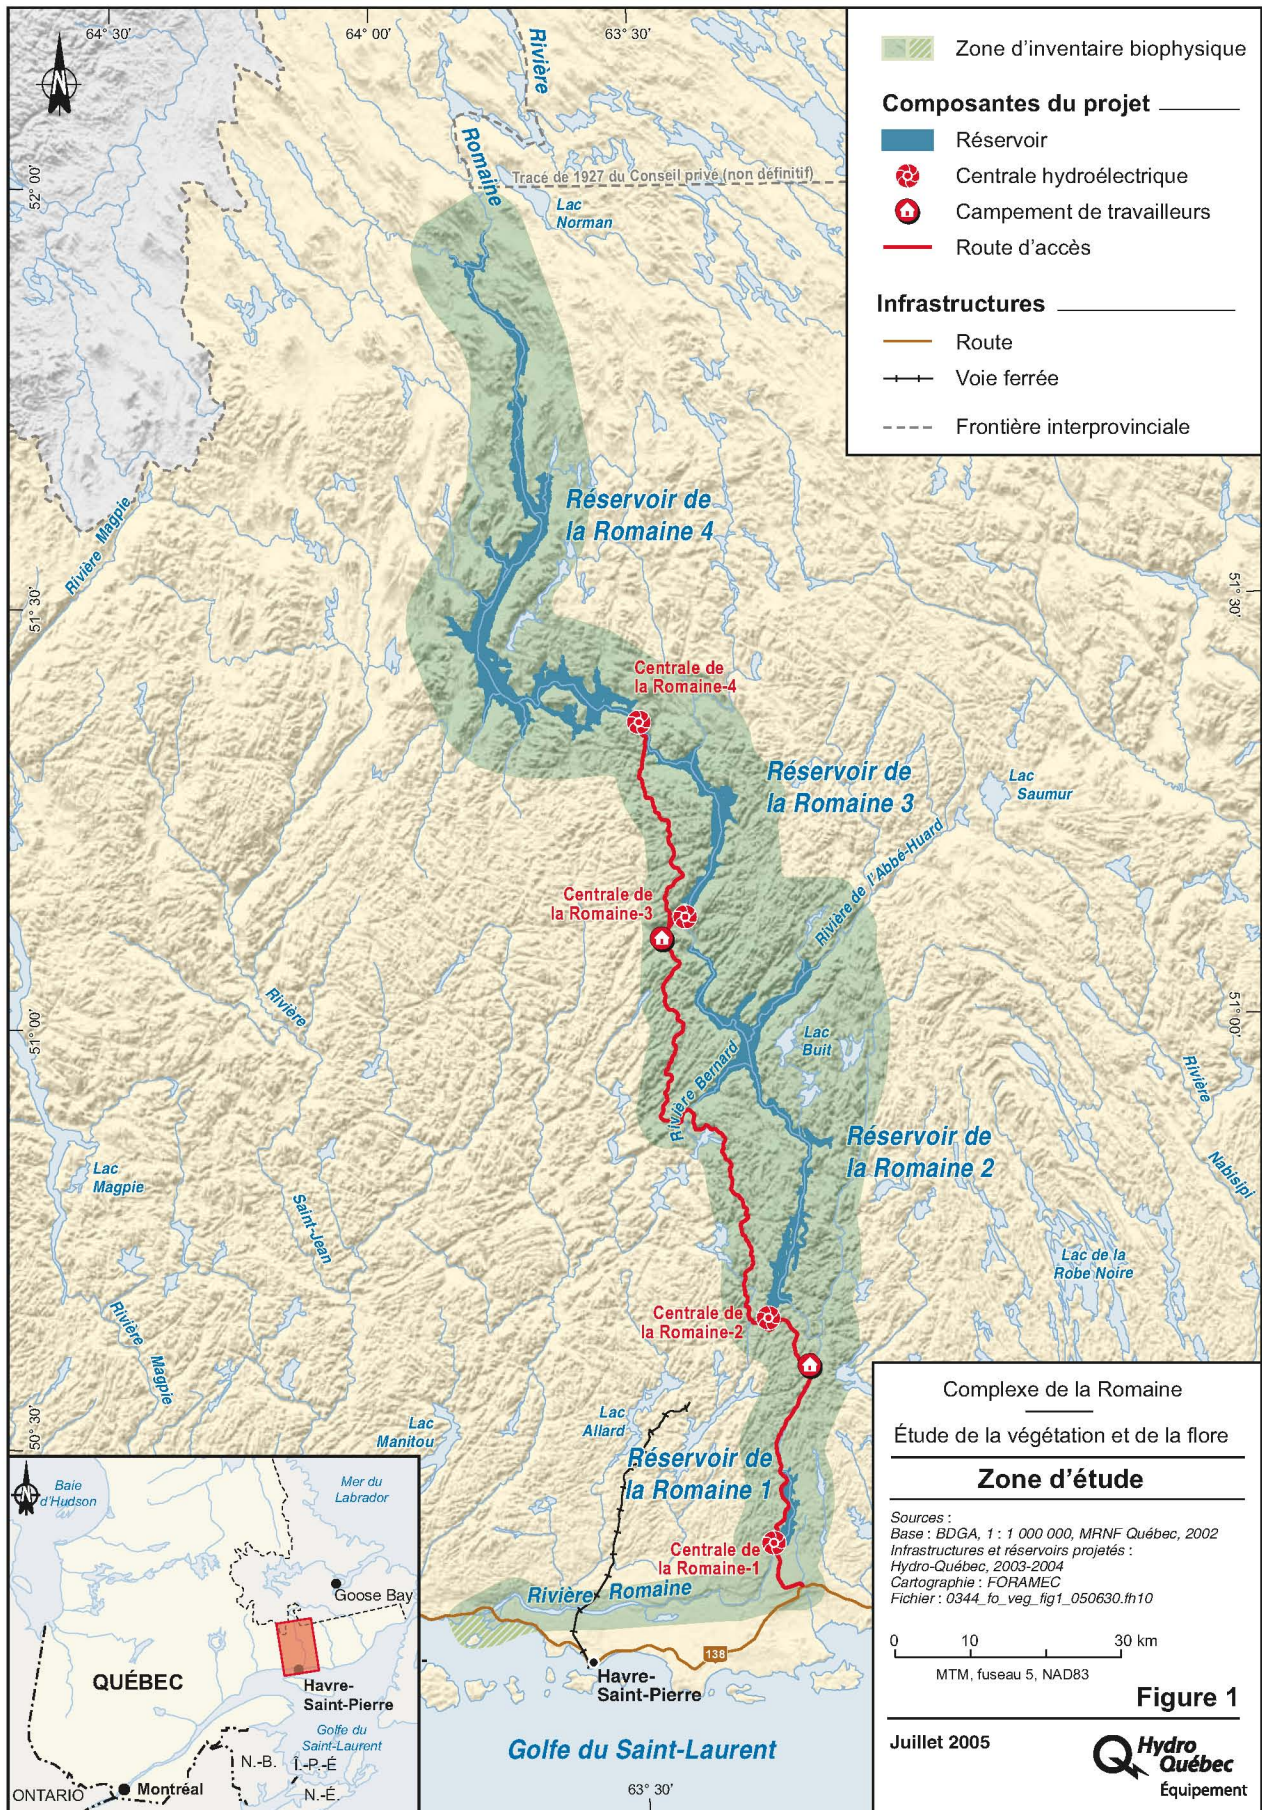 64° 30'
64° 00'
63° 30'
Rivière
Romaine
Tracé de 1927 du Conseil privé (non définitif)
52° 00'
Lac
Norman
Zone d'inventaire biophysique
Composantes du projet
Réservoir
Centrale hydroélectrique
Campement de travailleurs
Route d'accès
Infrastructures
Route
Voie ferrée
Frontière interprovinciale
Réservoir de
la Romaine 4
Rivière Magpie
51° 30'
51° 30'
Centrale de
la Romaine-4
Réservoir de
la Romaine 3
Lac
Saumur
Rivière de l'Abbé-Huard
Centrale de
la Romaine-3
Rivière
51° 00'
51° 00'
Lac
Buit
Rivière Bernard
Rivière
Nabisipi
Réservoir de
la Romaine 2
Lac
Magpie
Saint-Jean
Lac de la
Robe Noire
Rivière
Magpie
Centrale de
la Romaine-2
50° 30'
Lac
Manitou
Lac
Allard
Réservoir de
la Romaine 1
Centrale de
la Romaine-1
Rivière Romaine
138
Havre-
Saint-Pierre
Golfe du Saint-Laurent
63° 30'
Baie
d'Hudson
Mer du
Labrador
Goose Bay
QUÉBEC
Havre-
Saint-Pierre
Golfe du
Saint-Laurent
N.-B.
Î.-P.-É
N.-É.
Montréal
ONTARIO
Complexe de la Romaine
Étude de la végétation et de la flore
Zone d'étude
Sources :
Base : BDGA, 1 : 1 000 000, MRNF Québec, 2002
Infrastructures et réservoirs projetés :
Hydro-Québec, 2003-2004
Cartographie : FORAMEC
Fichier : 0344_fo_veg_fig1_050630.fh10
0 10 30 km
MTM, fuseau 5, NAD83
Figure 1
Juillet 2005
Hydro
Québec
Équipement